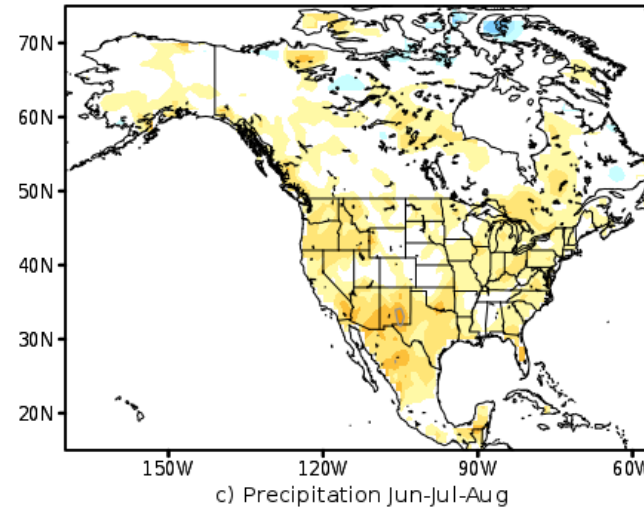 70N
60N
50N
40N
30N
20N
150W 120W 90W 60W
c) Precipitation Jun-Jul-Aug